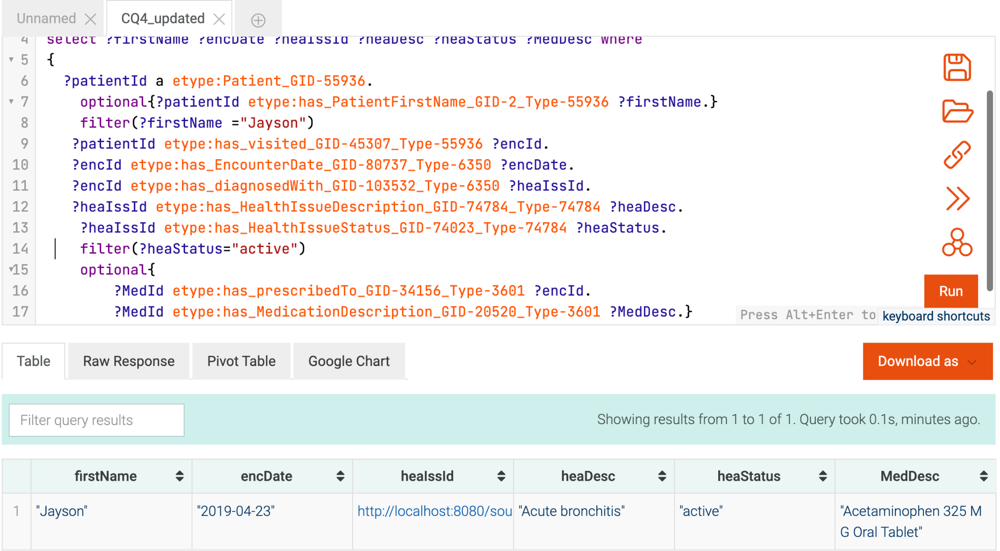 Unnamed CQ4_updated
4 select ?firstName ?encDate ?heaIssId ?heaDesc ?heaStatus ?MedDesc where
5 {
6 ?patientId a etype:Patient_GID-55936.
7 optional{?patientId etype:has_PatientFirstName_GID-2_Type-55936 ?firstName.}
8 filter(?firstName ="Jayson")
9 ?patientId etype:has_visited_GID-45307_Type-55936 ?encId.
10 ?encId etype:has_EncounterDate_GID-80737_Type-6350 ?encDate.
11 ?encId etype:has_diagnosedWith_GID-103532_Type-6350 ?heaIssId.
12 ?heaIssId etype:has_HealthIssueDescription_GID-74784_Type-74784 ?heaDesc.
13 ?heaIssId etype:has_HealthIssueStatus_GID-74023_Type-74784 ?heaStatus.
14 filter(?heaStatus="active")
15 optional{
16 ?MedId etype:has_prescribedTo_GID-34156_Type-3601 ?encId.
Run
17 ?MedId etype:has_MedicationDescription_GID-20520_Type-3601 ?MedDesc.}
Press Alt+Enter to keyboard shortcuts
Table Raw Response Pivot Table Google Chart Download as
Filter query results Showing results from 1 to 1 of 1. Query took 0.1s, minutes ago.
firstName encDate heaIssId heaDesc heaStatus MedDesc
1 "Jayson" "2019-04-23" http://localhost:8080/sou "Acute bronchitis" "active" "Acetaminophen 325 M
G Oral Tablet"